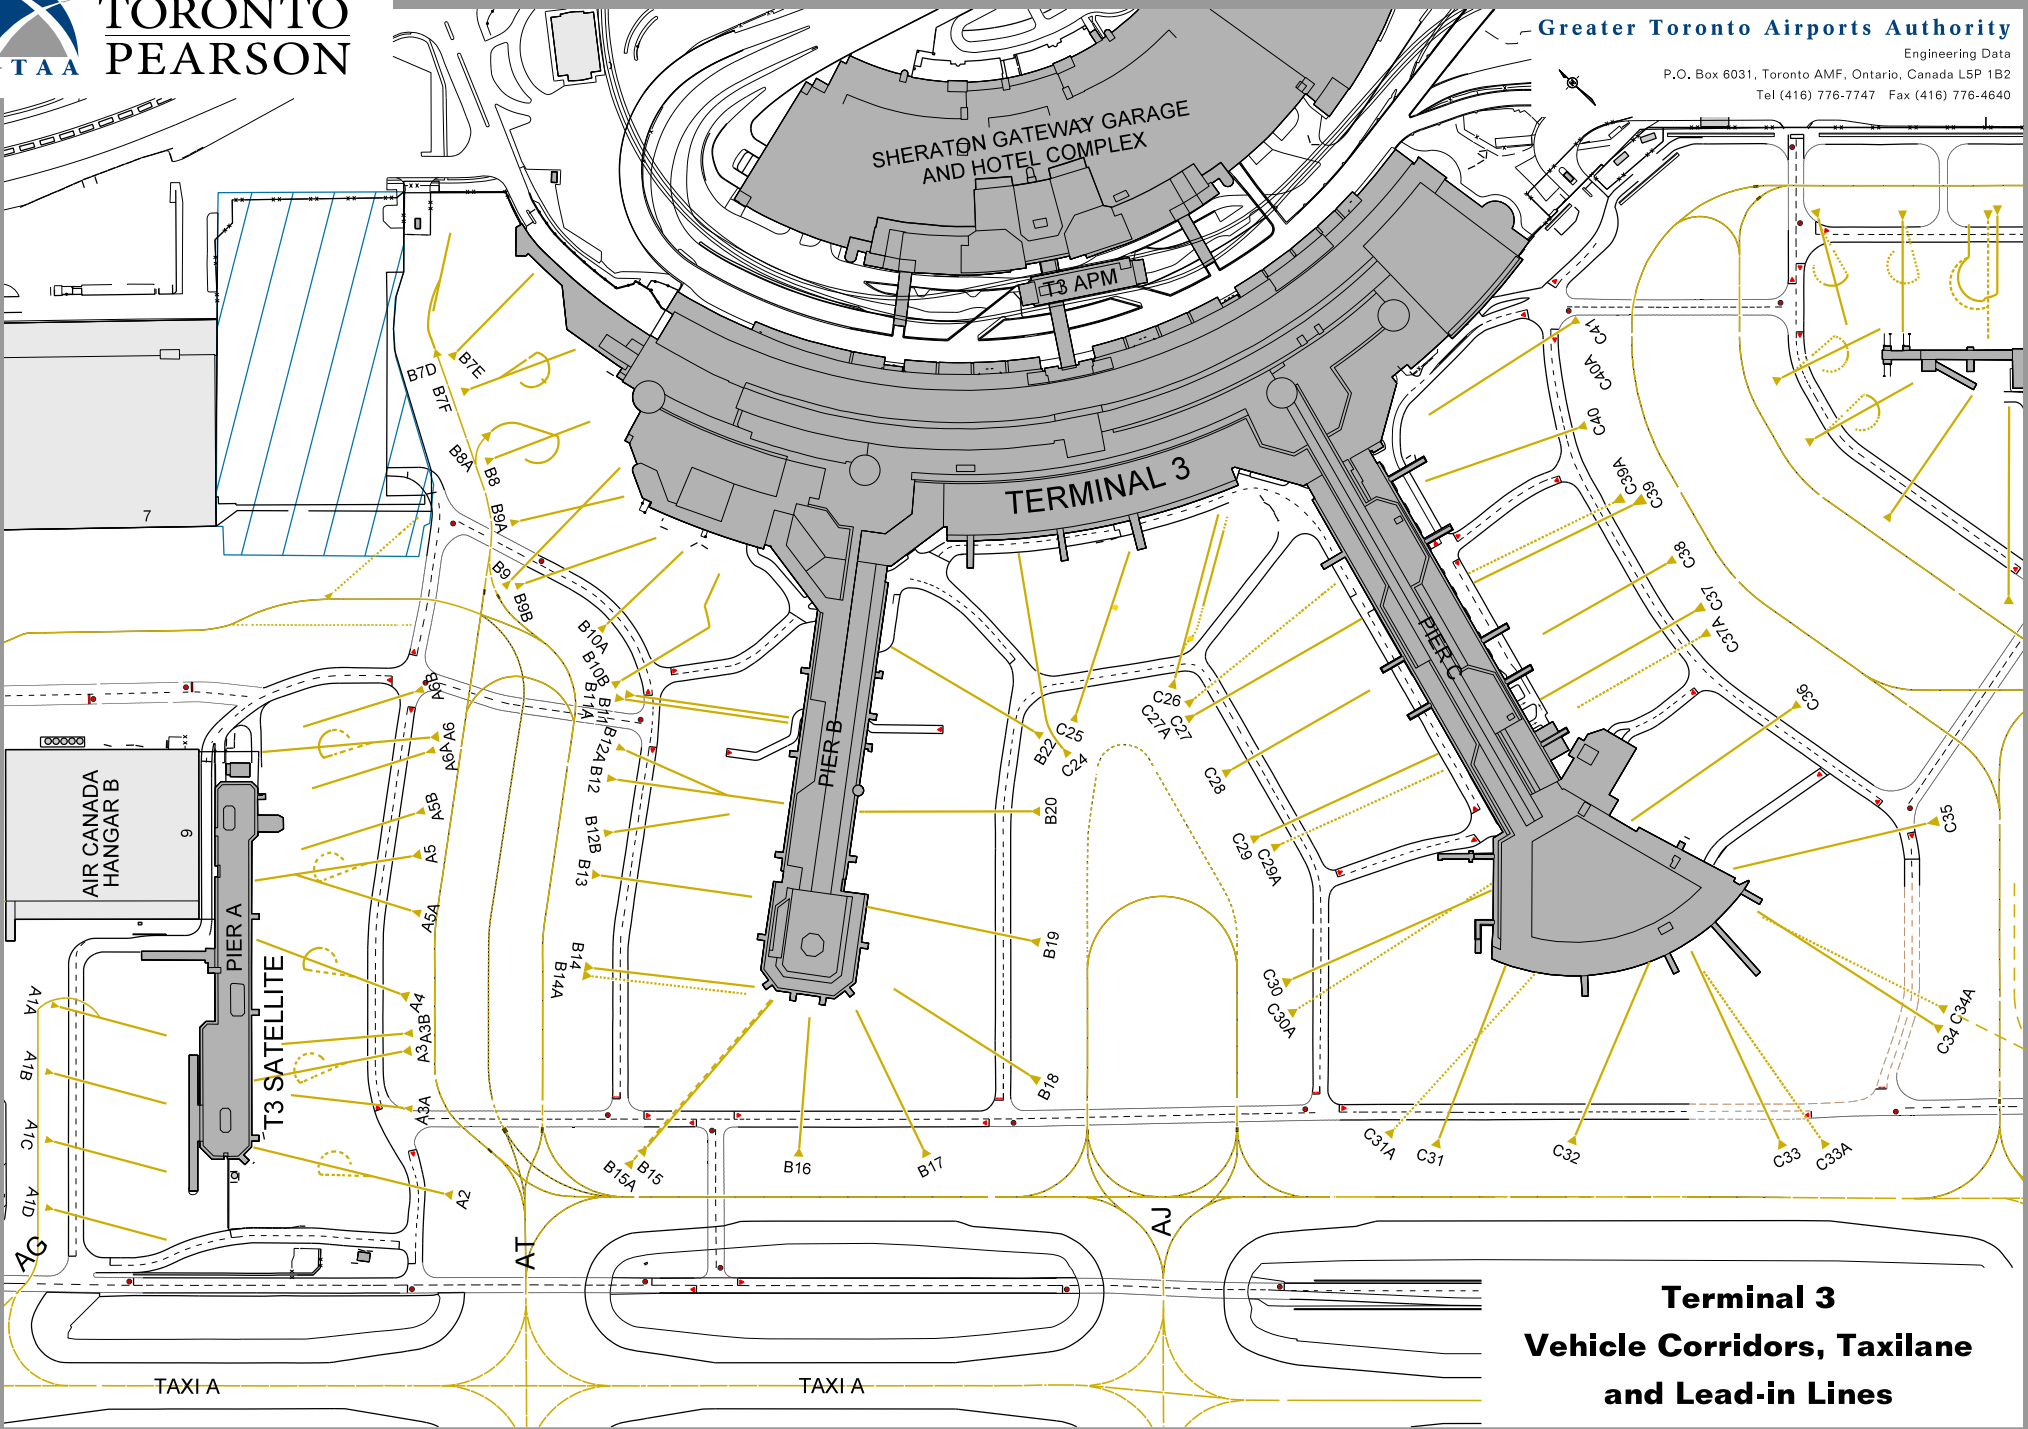 TORONTO
PEARSON
TAA
Greater Toronto Airports Authority
Engineering Data
P.O. Box 6031, Toronto AMF, Ontario, Canada L5P 1B2
Tel (416) 776-7747 Fax (416) 776-4640
SHERATON GATEWAY GARAGE
AND HOTEL COMPLEX
T3 APM
TERMINAL 3
PIER C
PIER B
PIER A
T3 SATELLITE
AIR CANADA
HANGAR B
7
9
B7D
B7E
B7F
B8A
B8
B9A
B9
B9B
B10A
B10B
B11
B11A
B12A
B12
B12B
B13
B14
B14A
B15A
B15
B16
B17
B18
B19
B20
B22
C24
C25
C26
C27A
C27
C28
C29
C29A
C30
C30A
C31A
C31
C32
C33
C33A
C34
C34A
C35
C36
C37A
C37
C38
C39
C39A
C40
C40A
C41
A6B
A6
A6A
A5B
A5
A5A
A4
A3B
A3
A3A
A2
A1A
A1B
A1C
A1D
AG
AT
AJ
TAXI A
TAXI A
Terminal 3
Vehicle Corridors, Taxilane
and Lead-in Lines